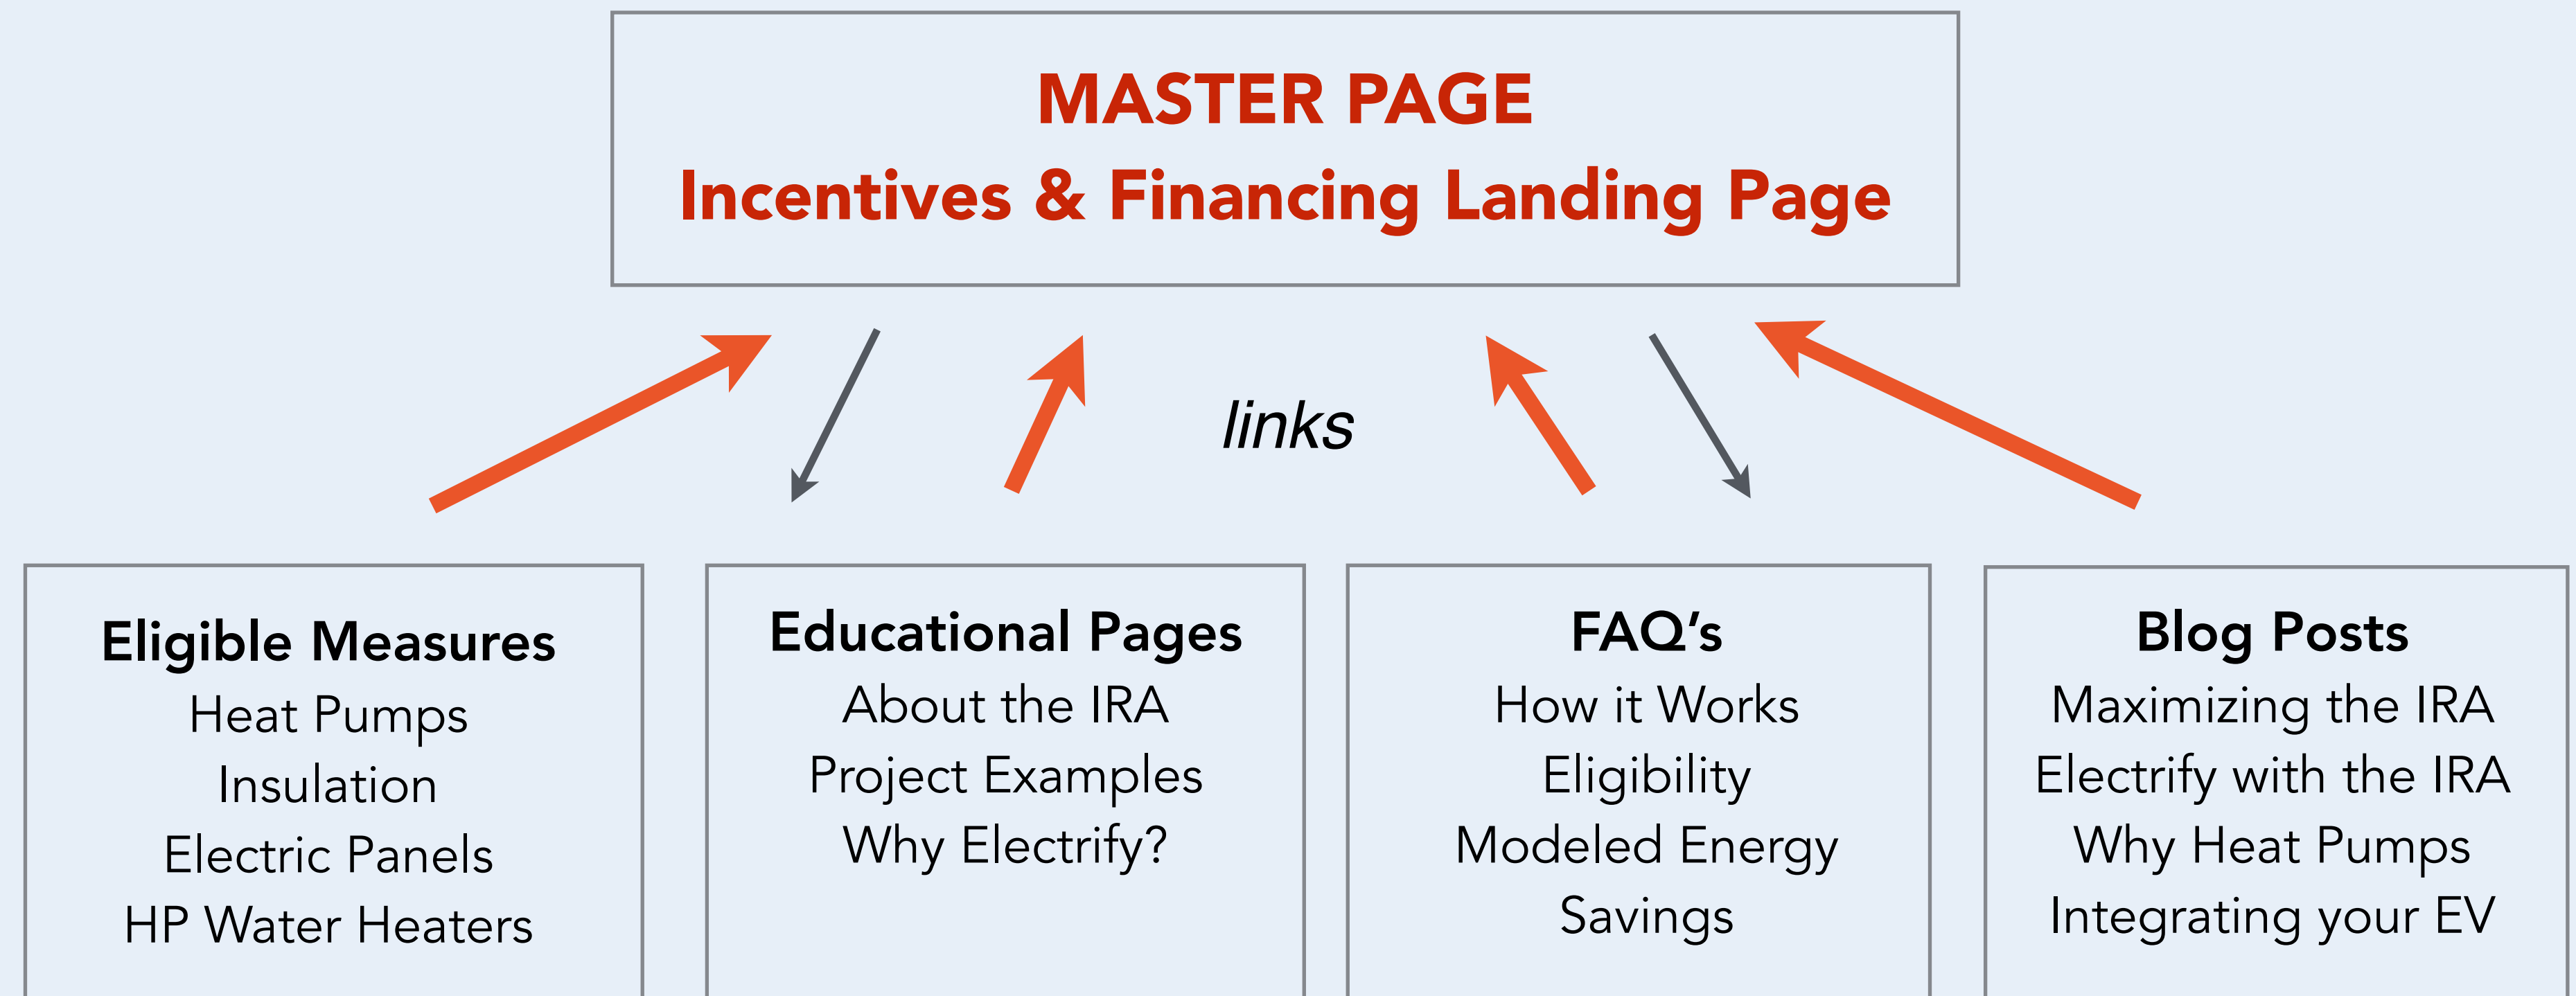 MASTER PAGE
Incentives & Financing Landing Page
links
Eligible Measures
Heat Pumps
Insulation
Electric Panels
HP Water Heaters
Educational Pages
About the IRA
Project Examples
Why Electrify?
FAQ’s
How it Works
Eligibility
Modeled Energy
Savings
Blog Posts
Maximizing the IRA
Electrify with the IRA
Why Heat Pumps
Integrating your EV